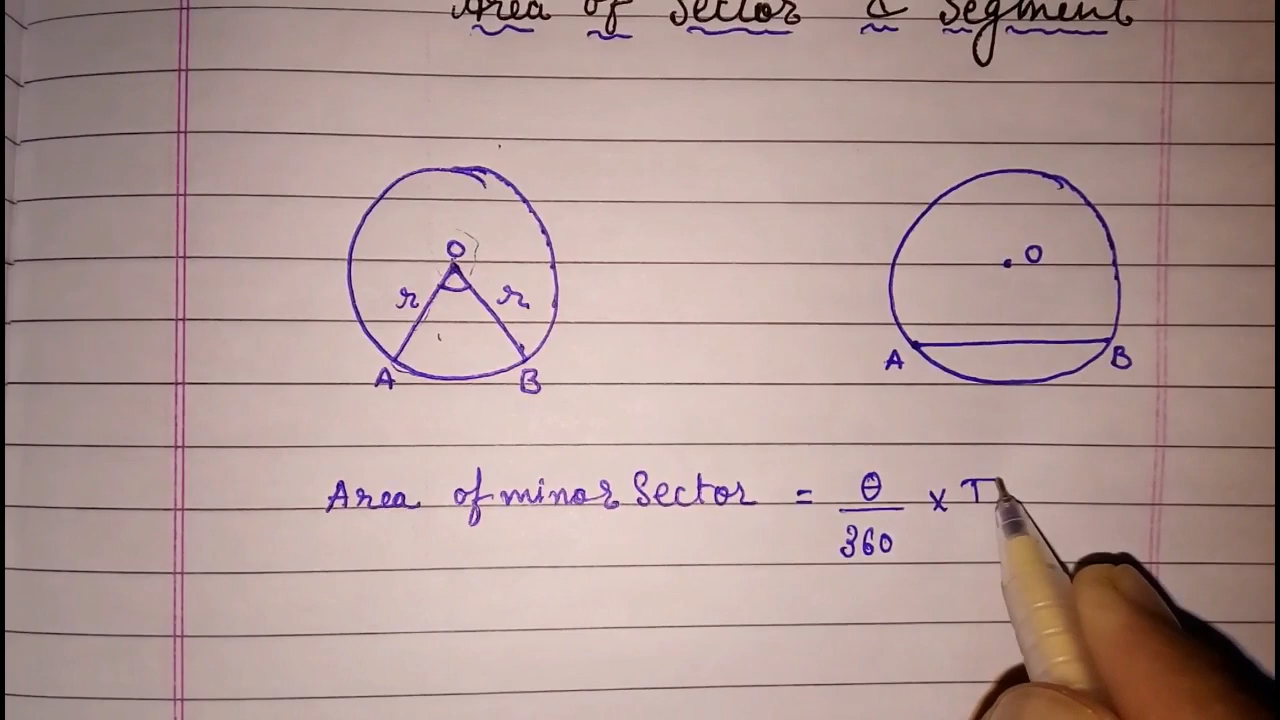 Area of Sector & Segment
O
O
r r
A B
A B
Area of minor Sector = θ/360 ×